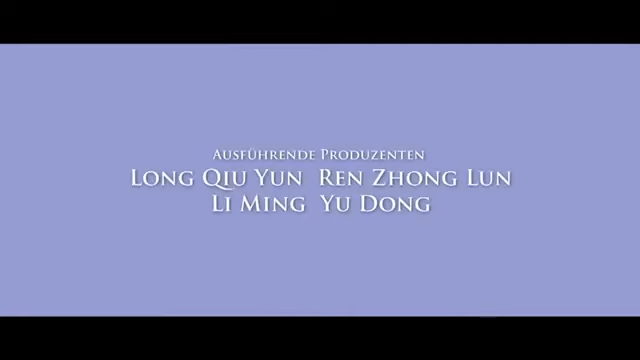 Ausführende Produzenten
Long Qiu Yun Ren Zhong Lun
Li Ming Yu Dong